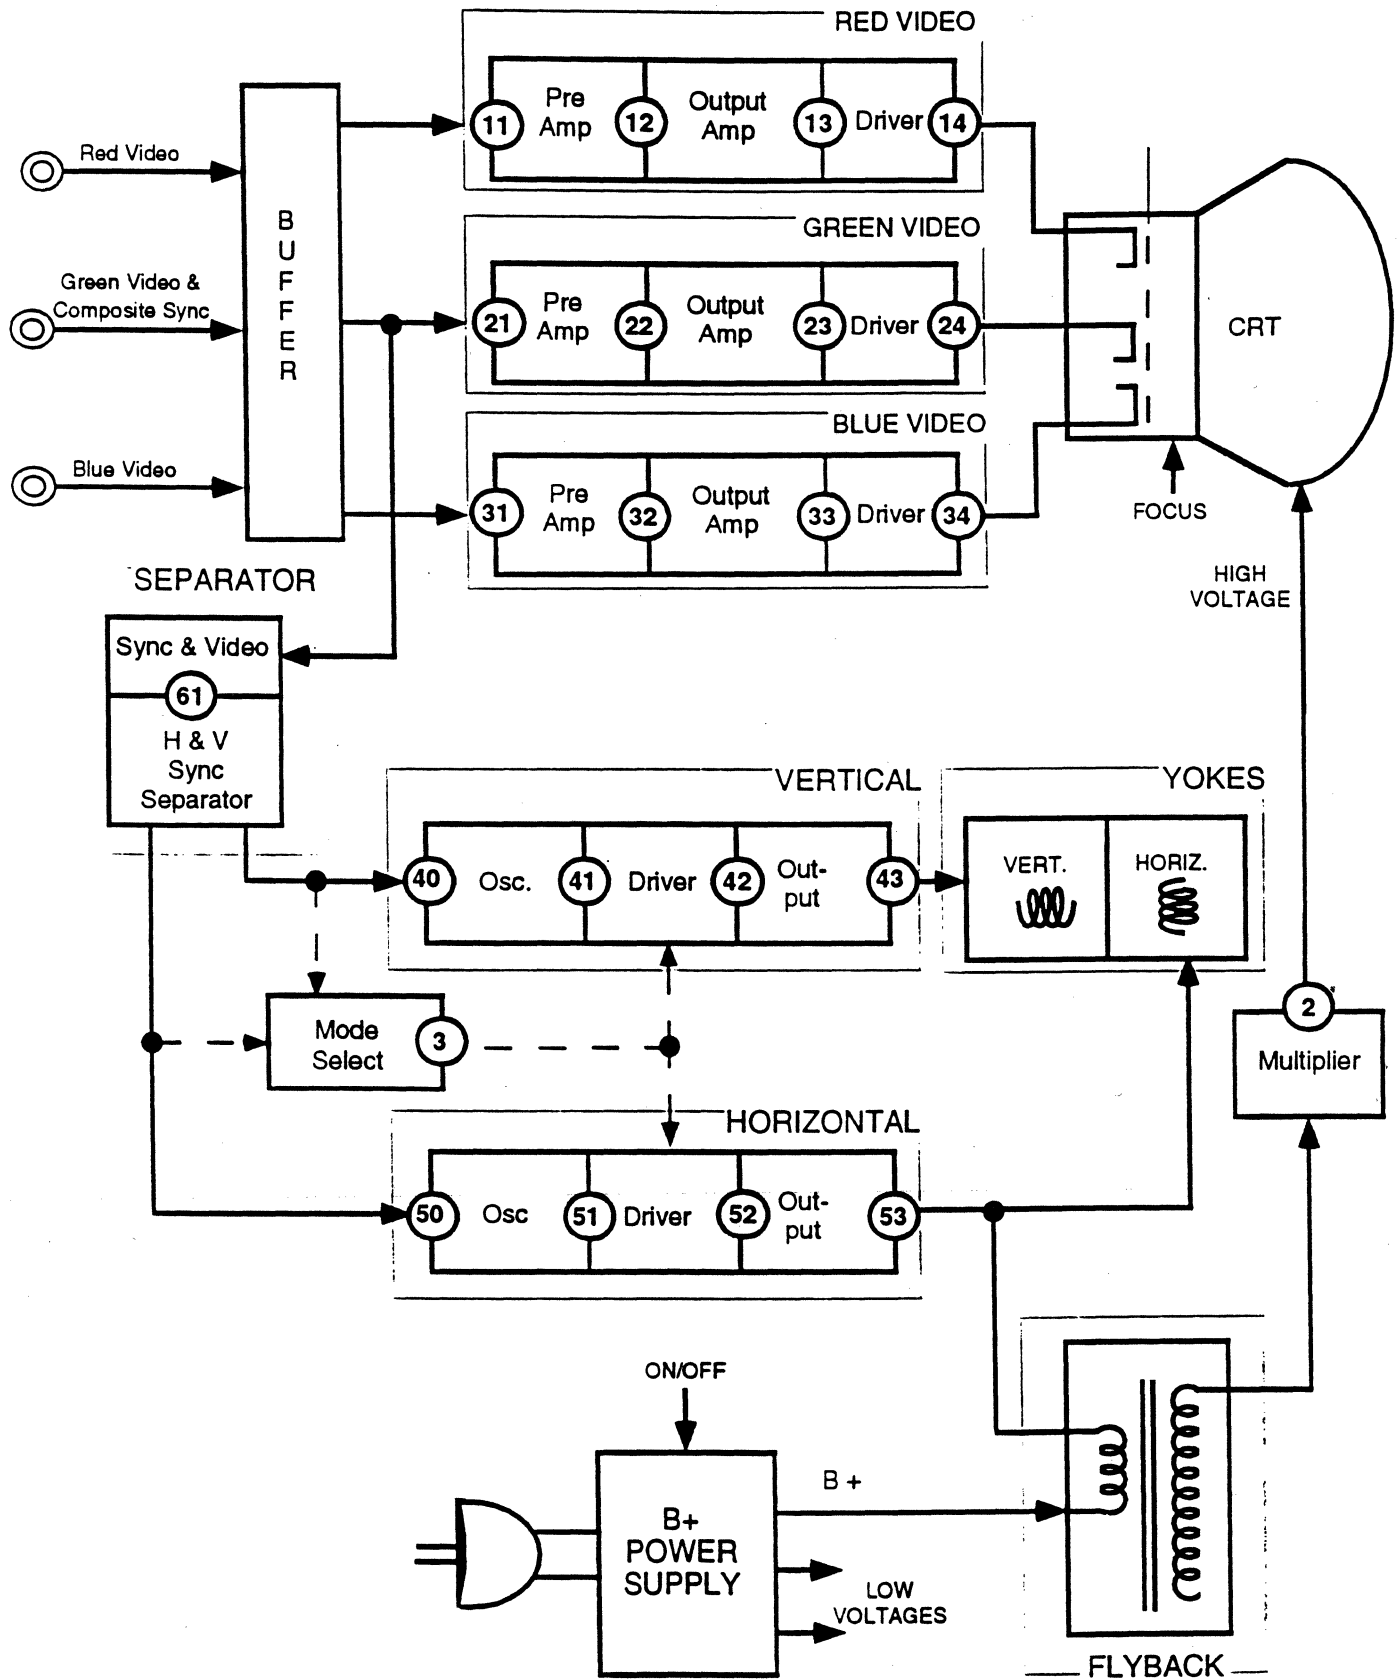 RED VIDEO
11
Pre
Amp
12
Output
Amp
13
Driver
14
Red Video
BUFFER
GREEN VIDEO
Green Video &
Composite Sync
21
Pre
Amp
22
Output
Amp
23
Driver
24
CRT
BLUE VIDEO
Blue Video
31
Pre
Amp
32
Output
Amp
33
Driver
34
FOCUS
HIGH
VOLTAGE
SEPARATOR
Sync & Video
61
H & V
Sync
Separator
VERTICAL
40
Osc.
41
Driver
42
Out-
put
43
YOKES
VERT.
HORIZ.
Mode
Select
3
2
Multiplier
HORIZONTAL
50
Osc
51
Driver
52
Out-
put
53
ON/OFF
B+
POWER
SUPPLY
B +
LOW
VOLTAGES
FLYBACK